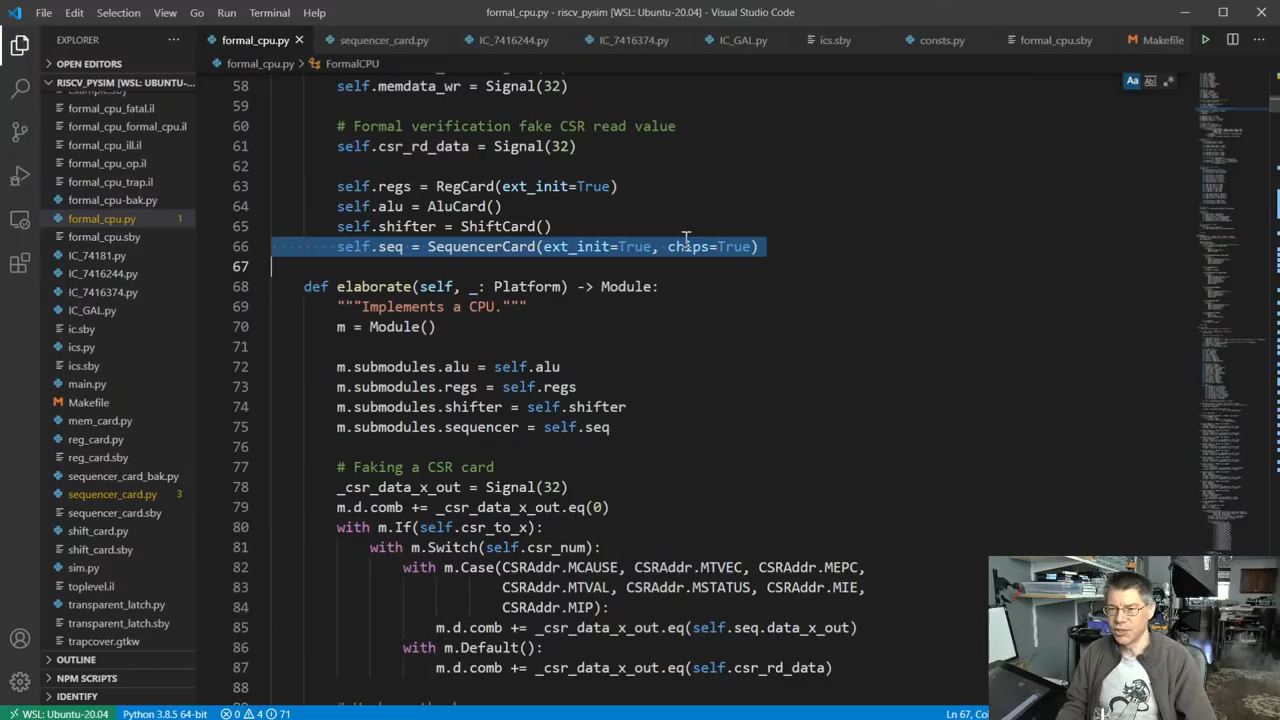 File Edit Selection View Go Run Terminal Help
formal_cpu.py - riscv_pysim [WSL: Ubuntu-20.04] - Visual Studio Code
EXPLORER
formal_cpu.py
sequencer_card.py
IC_7416244.py
IC_7416374.py
IC_GAL.py
ics.sby
consts.py
formal_cpu.sby
Makefile
OPEN EDITORS
formal_cpu.py > FormalCPU
RISCV_PYSIM [WSL: UBUNTU-...
formal_cpu_fatal.il
formal_cpu_formal_cpu.il
formal_cpu_ill.il
formal_cpu_op.il
formal_cpu_trap.il
formal_cpu-bak.py
formal_cpu.py 1
formal_cpu.sby
IC_74181.py
IC_7416244.py
IC_7416374.py
IC_GAL.py
ic.sby
ics.py
ics.sby
main.py
Makefile
mem_card.py
reg_card.py
reg_card.sby
sequencer_card_bak.py
sequencer_card.py 3
sequencer_card.sby
shift_card.py
shift_card.sby
sim.py
toplevel.il
transparent_latch.py
transparent_latch.sby
trapcover.gtkw
OUTLINE
NPM SCRIPTS
IDENTIFY
58 self.memdata_wr = Signal(32)
59
60 # Formal verification fake CSR read value
61 self.csr_rd_data = Signal(32)
62
63 self.regs = RegCard(ext_init=True)
64 self.alu = AluCard()
65 self.shifter = ShiftCard()
66 self.seq = SequencerCard(ext_init=True, chips=True)
67
68 def elaborate(self, _: Platform) -> Module:
69 """Implements a CPU."""
70 m = Module()
71
72 m.submodules.alu = self.alu
73 m.submodules.regs = self.regs
74 m.submodules.shifter = self.shifter
75 m.submodules.sequencer = self.seq
76
77 # Faking a CSR card
78 _csr_data_x_out = Signal(32)
79 m.d.comb += _csr_data_x_out.eq(0)
80 with m.If(self.csr_to_x):
81 with m.Switch(self.csr_num):
82 with m.Case(CSRAddr.MCAUSE, CSRAddr.MTVEC, CSRAddr.MEPC,
83 CSRAddr.MTVAL, CSRAddr.MSTATUS, CSRAddr.MIE,
84 CSRAddr.MIP):
85 m.d.comb += _csr_data_x_out.eq(self.seq.data_x_out)
86 with m.Default():
87 m.d.comb += _csr_data_x_out.eq(self.csr_rd_data)
88
WSL: Ubuntu-20.04 Python 3.8.5 64-bit 0 4 71
Ln 67, Col